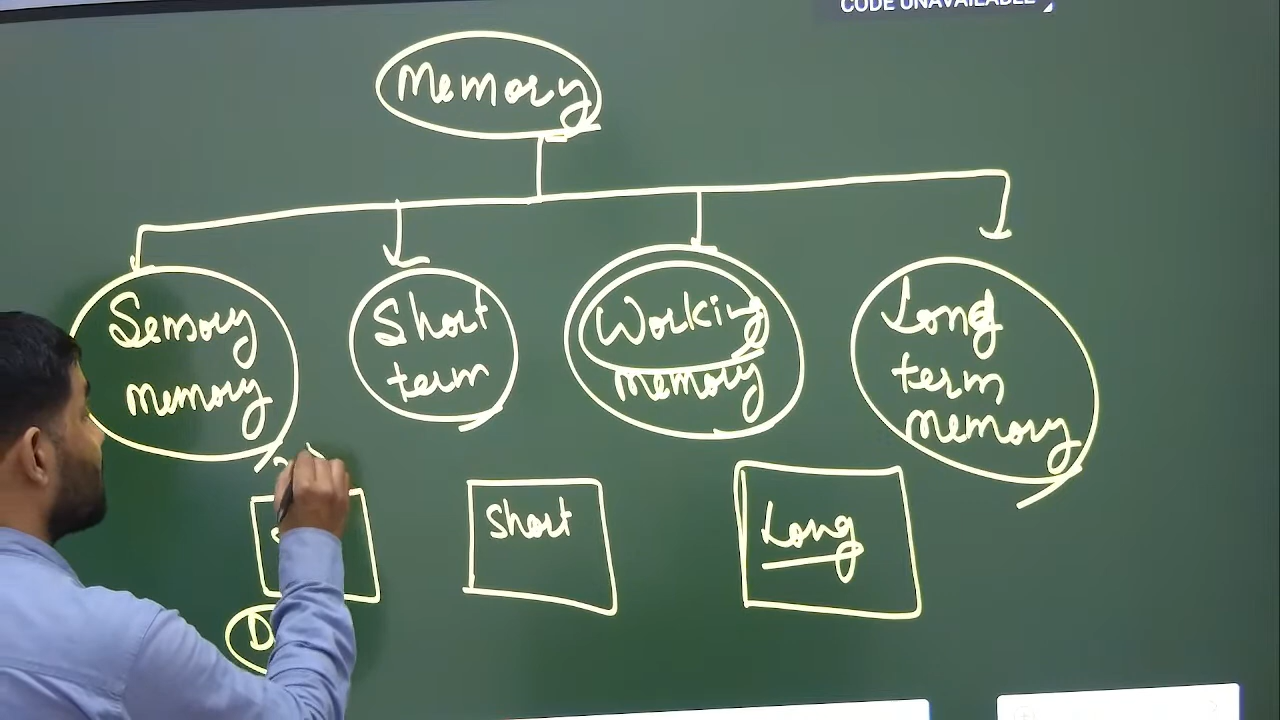 CODE UNAVAILABLE
Memory
Sensory
memory
Short
term
Working
memory
Long
term
memory
Short
Long
D